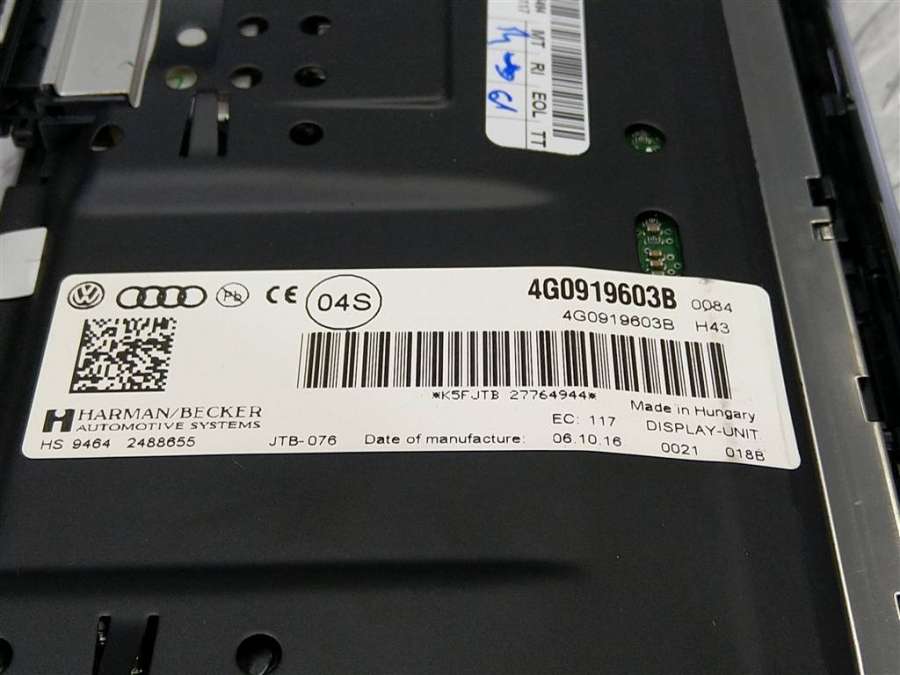 MT RI EOL TT
Pb CE 04S 4G0919603B 0084
4G0919603B H43
*K5FJTB 27764944*
HARMAN/BECKER
AUTOMOTIVE SYSTEMS
Made in Hungary
EC: 117 DISPLAY-UNIT
HS 9464 2488655 JTB-076 Date of manufacture: 06.10.16 0021 018B